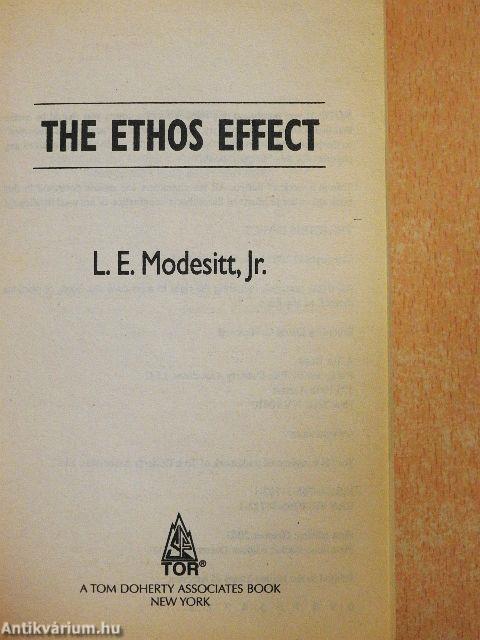 THE ETHOS EFFECT
L. E. Modesitt, Jr.
TOR®
A TOM DOHERTY ASSOCIATES BOOK
NEW YORK
Antikvárium.hu